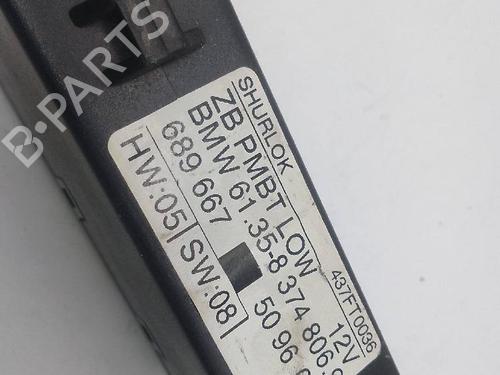 B-PARTS
SHURLOK
437FT0036
ZB PMBT LOW 12V
BMW 61.35-8 374 806
689 667 50 96
HW:05 SW:08